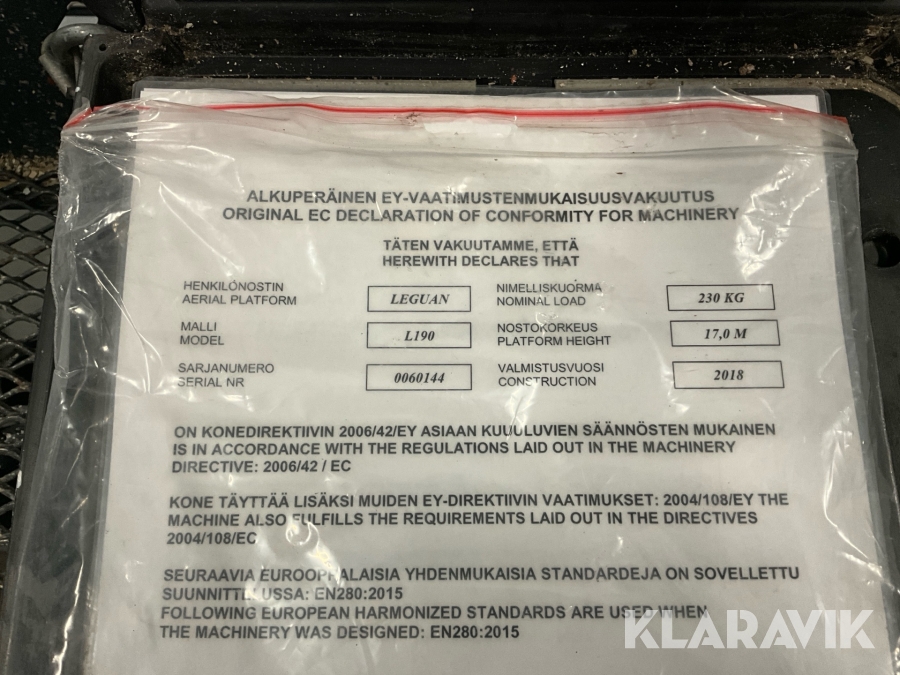 ALKUPERÄINEN EY-VAATIMUSTENMUKAISUUSVAKUUTUS
ORIGINAL EC DECLARATION OF CONFORMITY FOR MACHINERY
TÄTEN VAKUUTAMME, ETTÄ
HEREWITH DECLARES THAT
HENKILÖNOSTIN
AERIAL PLATFORM
LEGUAN
NIMELLISKUORMA
NOMINAL LOAD
230 KG
MALLI
MODEL
L190
NOSTOKORKEUS
PLATFORM HEIGHT
17,0 M
SARJANUMERO
SERIAL NR
0060144
VALMISTUSVUOSI
CONSTRUCTION
2018
ON KONEDIREKTIIVIN 2006/42/EY ASIAAN KUUULUVIEN SÄÄNNÖSTEN MUKAINEN
IS IN ACCORDANCE WITH THE REGULATIONS LAID OUT IN THE MACHINERY
DIRECTIVE: 2006/42 / EC
KONE TÄYTTÄÄ LISÄKSI MUIDEN EY-DIREKTIIVIN VAATIMUKSET: 2004/108/EY THE
MACHINE ALSO FULFILLS THE REQUIREMENTS LAID OUT IN THE DIRECTIVES
2004/108/EC
SEURAAVIA EUROOPPALAISIA YHDENMUKAISIA STANDARDEJA ON SOVELLETTU
SUUNNITTELUSSA: EN280:2015
FOLLOWING EUROPEAN HARMONIZED STANDARDS ARE USED WHEN
THE MACHINERY WAS DESIGNED: EN280:2015
KLARAVIK